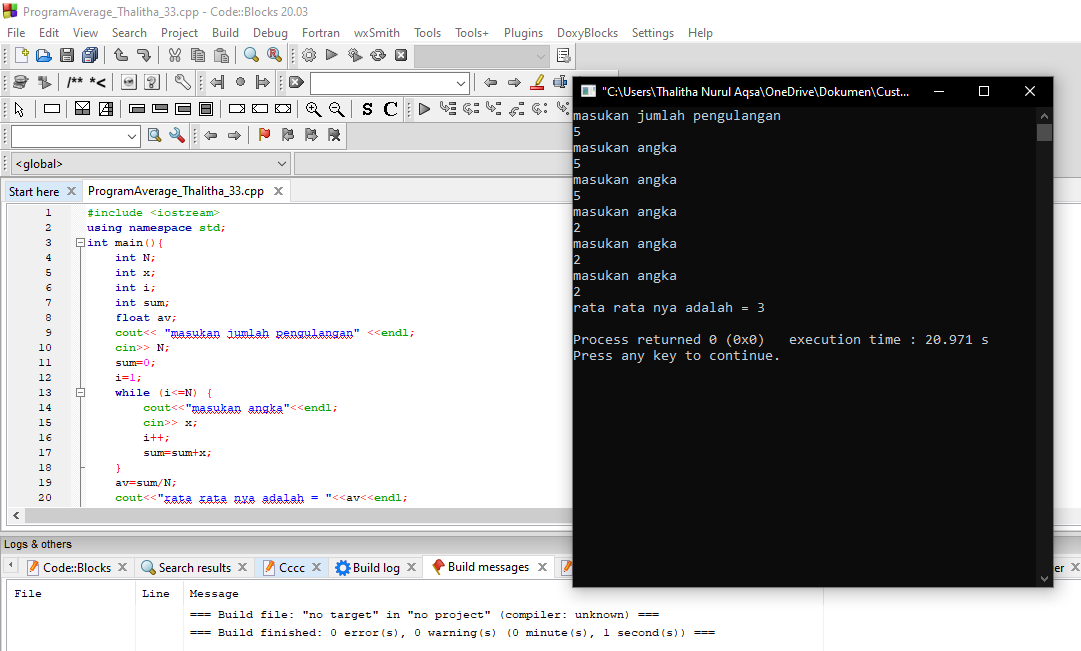 ProgramAverage_Thalitha_33.cpp - Code::Blocks 20.03
File Edit View Search Project Build Debug Fortran wxSmith Tools Tools+ Plugins DoxyBlocks Settings Help
/** *<
S C
<global>
Start here ProgramAverage_Thalitha_33.cpp
1 #include <iostream>
2 using namespace std;
3 int main(){
4 int N;
5 int x;
6 int i;
7 int sum;
8 float av;
9 cout<< "masukan jumlah pengulangan" <<endl;
10 cin>> N;
11 sum=0;
12 i=1;
13 while (i<=N) {
14 cout<<"masukan angka"<<endl;
15 cin>> x;
16 i++;
17 sum=sum+x;
18 }
19 av=sum/N;
20 cout<<"rata rata nya adalah = "<<av<<endl;
"C:\Users\Thalitha Nurul Aqsa\OneDrive\Dokumen\Cust...
masukan jumlah pengulangan
5
masukan angka
5
masukan angka
5
masukan angka
2
masukan angka
2
masukan angka
2
rata rata nya adalah = 3
Process returned 0 (0x0) execution time : 20.971 s
Press any key to continue.
Logs & others
Code::Blocks Search results Cccc Build log Build messages er
File Line Message
=== Build file: "no target" in "no project" (compiler: unknown) ===
=== Build finished: 0 error(s), 0 warning(s) (0 minute(s), 1 second(s)) ===